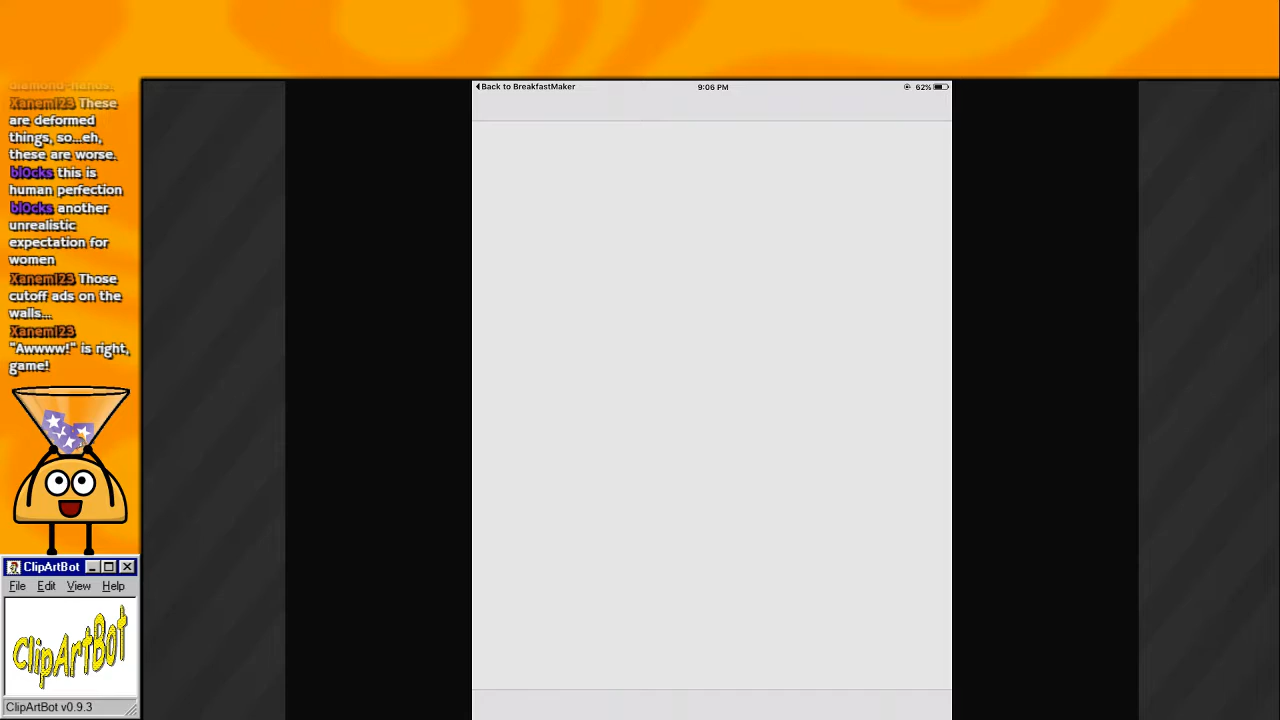 diamond-hands.
Xanem123 These
are deformed
things, so...eh,
these are worse.
bl0cks this is
human perfection
bl0cks another
unrealistic
expectation for
women
Xanem123 Those
cutoff ads on the
walls...
Xanem123
"Awwww!" is right,
game!
ClipArtBot
File Edit View Help
ClipArtBot
ClipArtBot v0.9.3
Back to BreakfastMaker
9:06 PM
62%